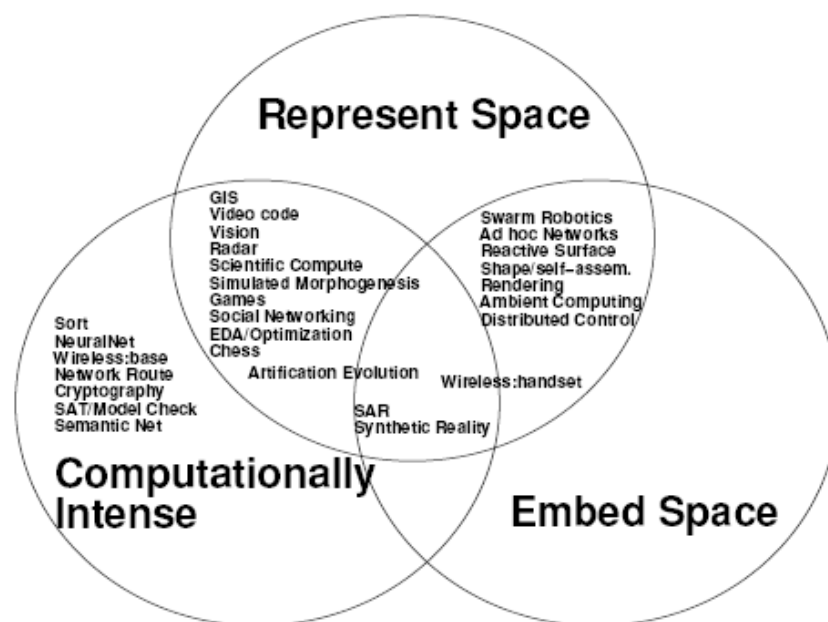 Represent Space
GIS
Video code
Vision
Radar
Scientific Compute
Simulated Morphogenesis
Games
Social Networking
EDA/Optimization
Chess
Artification Evolution
Swarm Robotics
Ad hoc Networks
Reactive Surface
Shape/self-assem.
Rendering
Ambient Computing
Distributed Control
Wireless:handset
SAR
Synthetic Reality
Sort
NeuralNet
Wireless:base
Network Route
Cryptography
SAT/Model Check
Semantic Net
Computationally
Intense
Embed Space